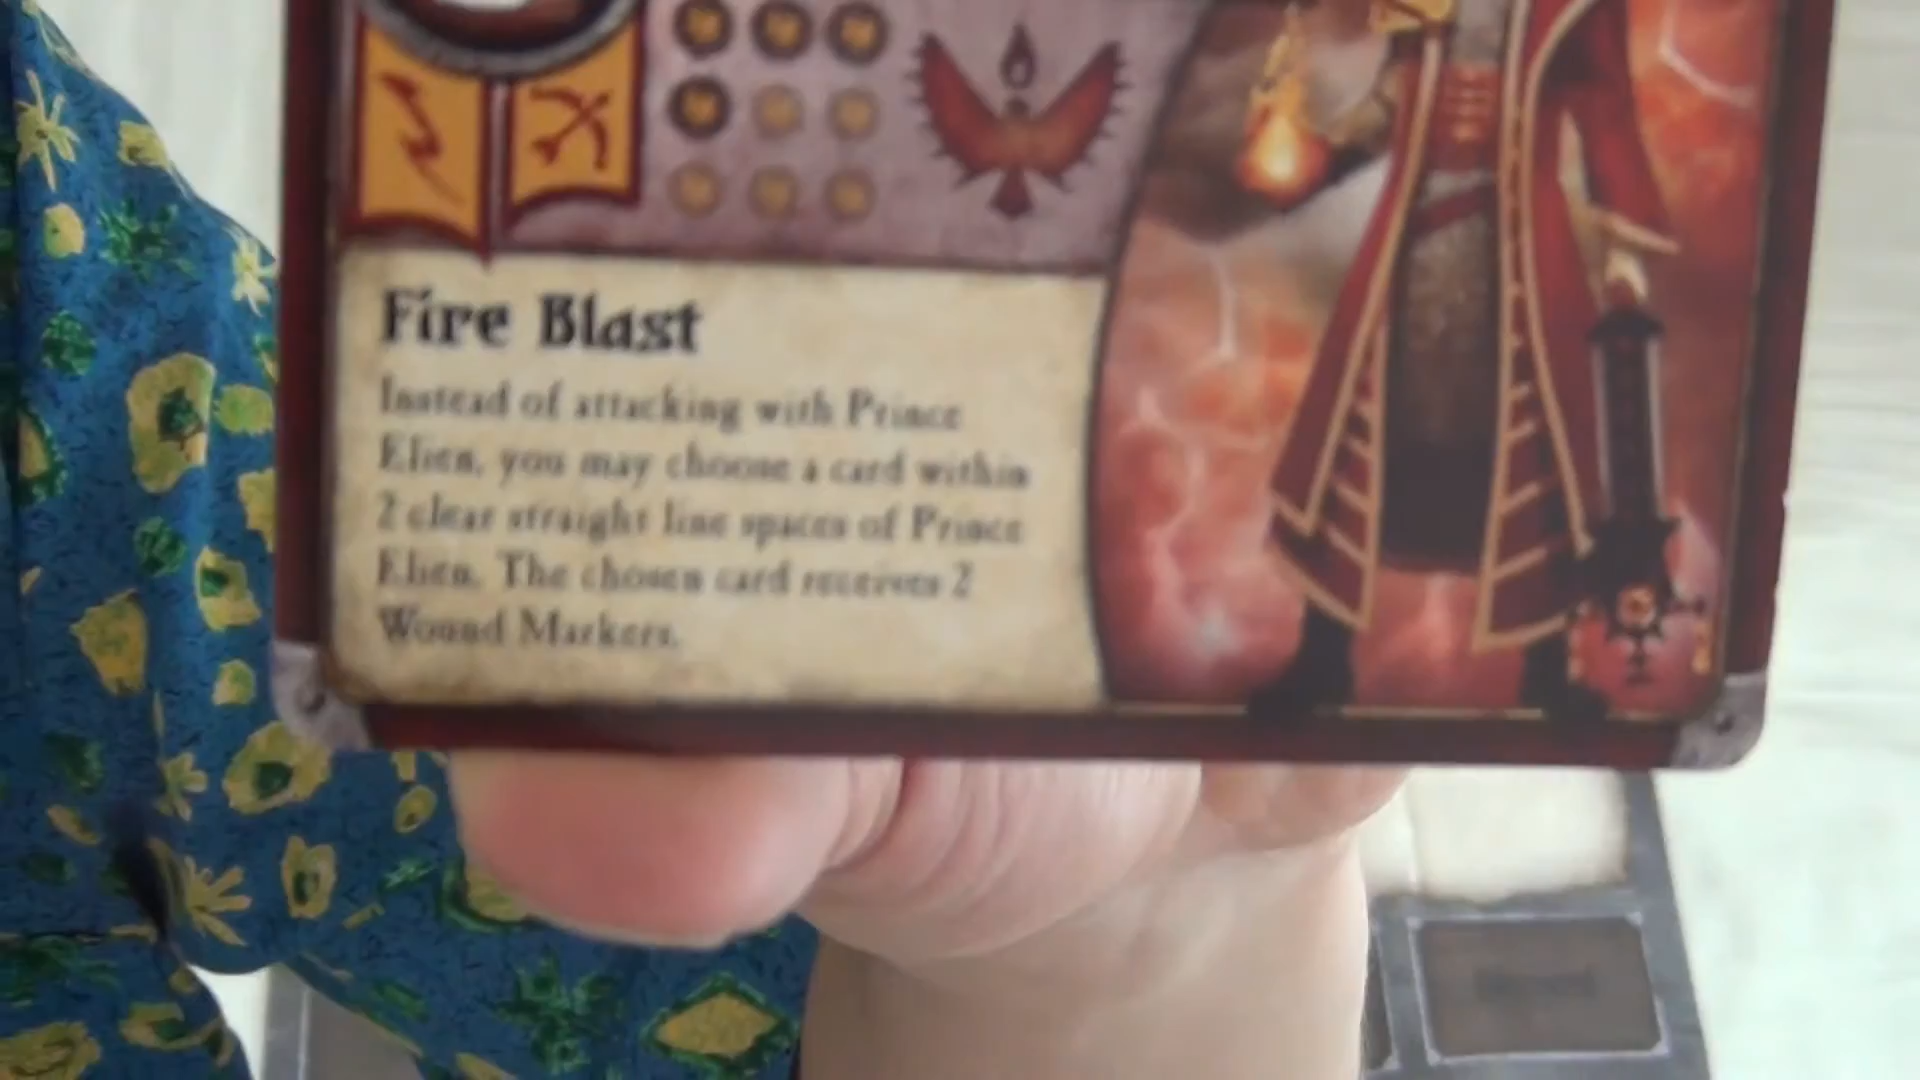 Fire Blast
Instead of attacking with Prince
Elien, you may choose a card within
2 clear straight line spaces of Prince
Elien. The chosen card receives 2
Wound Markers.